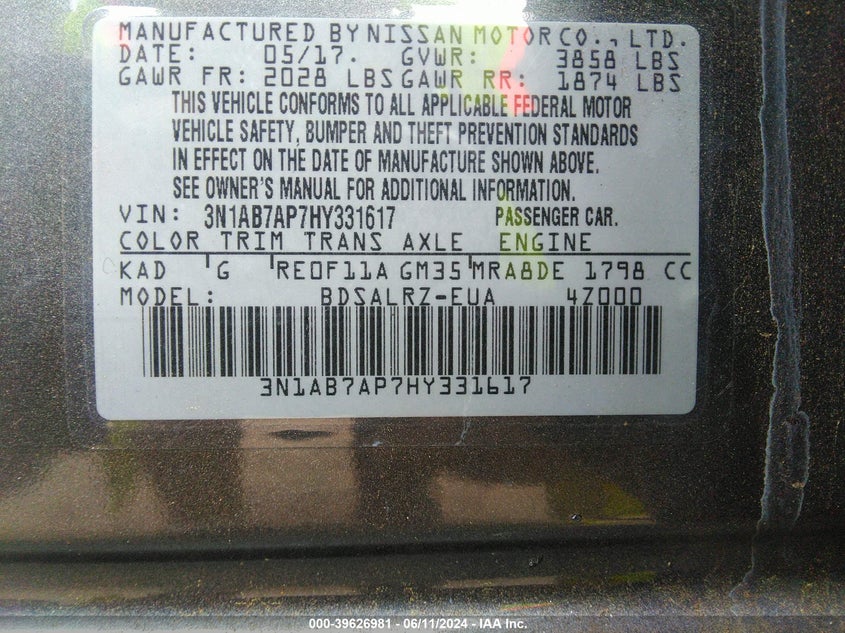 MANUFACTURED BY NISSAN MOTOR CO., LTD.
DATE: 05/17. GVWR: 3858 LBS
GAWR FR: 2028 LBS GAWR RR: 1874 LBS
THIS VEHICLE CONFORMS TO ALL APPLICABLE FEDERAL MOTOR
VEHICLE SAFETY, BUMPER AND THEFT PREVENTION STANDARDS
IN EFFECT ON THE DATE OF MANUFACTURE SHOWN ABOVE.
SEE OWNER'S MANUAL FOR ADDITIONAL INFORMATION.
VIN: 3N1AB7AP7HY331617 PASSENGER CAR.
COLOR TRIM TRANS AXLE ENGINE
KAD G RE0F11A GM35 MRA8DE 1798 CC
MODEL: BDSALRZ-EUA 4Z000
3N1AB7AP7HY331617
000-39626981 - 06/11/2024 - IAA Inc.